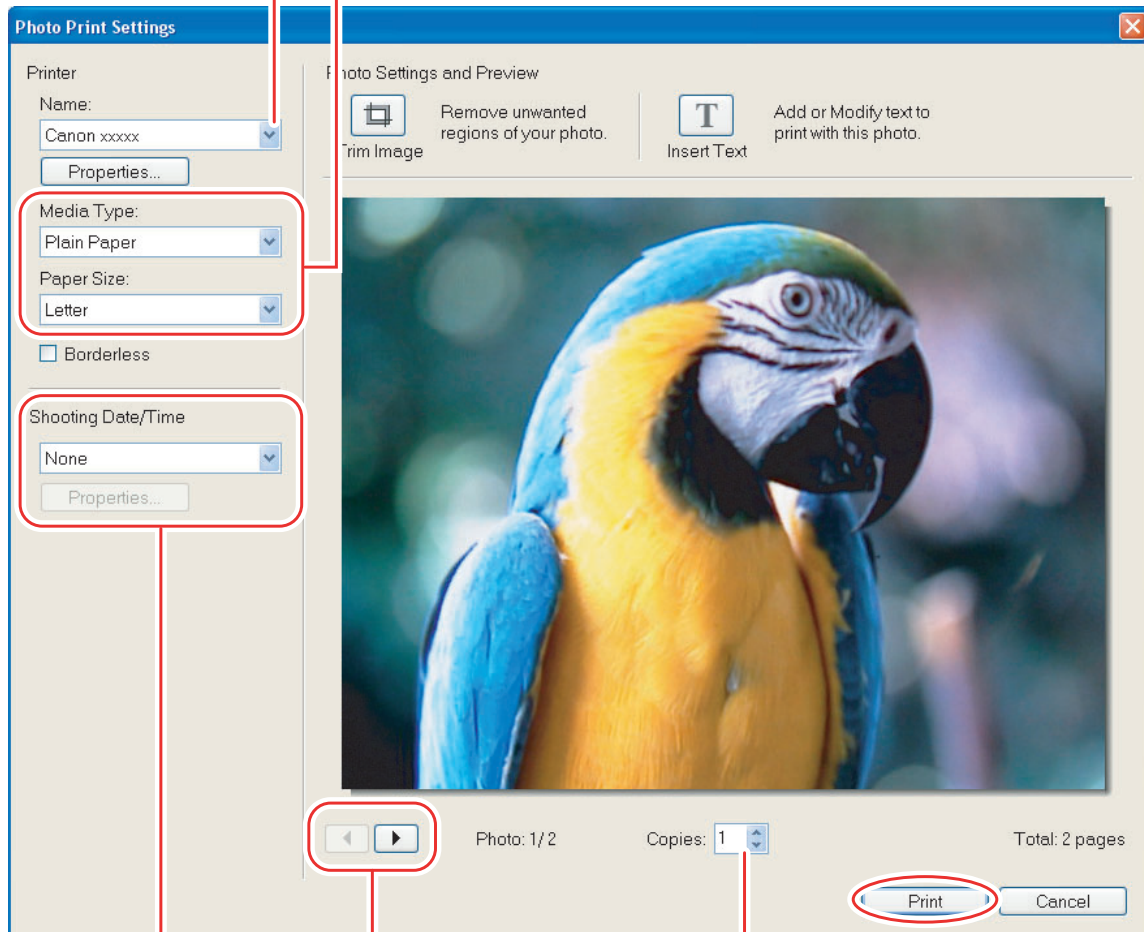 Photo Print Settings
Printer
Name:
Canon xxxxx
Properties...
Media Type:
Plain Paper
Paper Size:
Letter
Borderless
Shooting Date/Time
None
Properties...
Photo Settings and Preview
Trim Image
Remove unwanted
regions of your photo.
T
Insert Text
Add or Modify text to
print with this photo.
Photo: 1/2
Copies: 1
Total: 2 pages
Print
Cancel